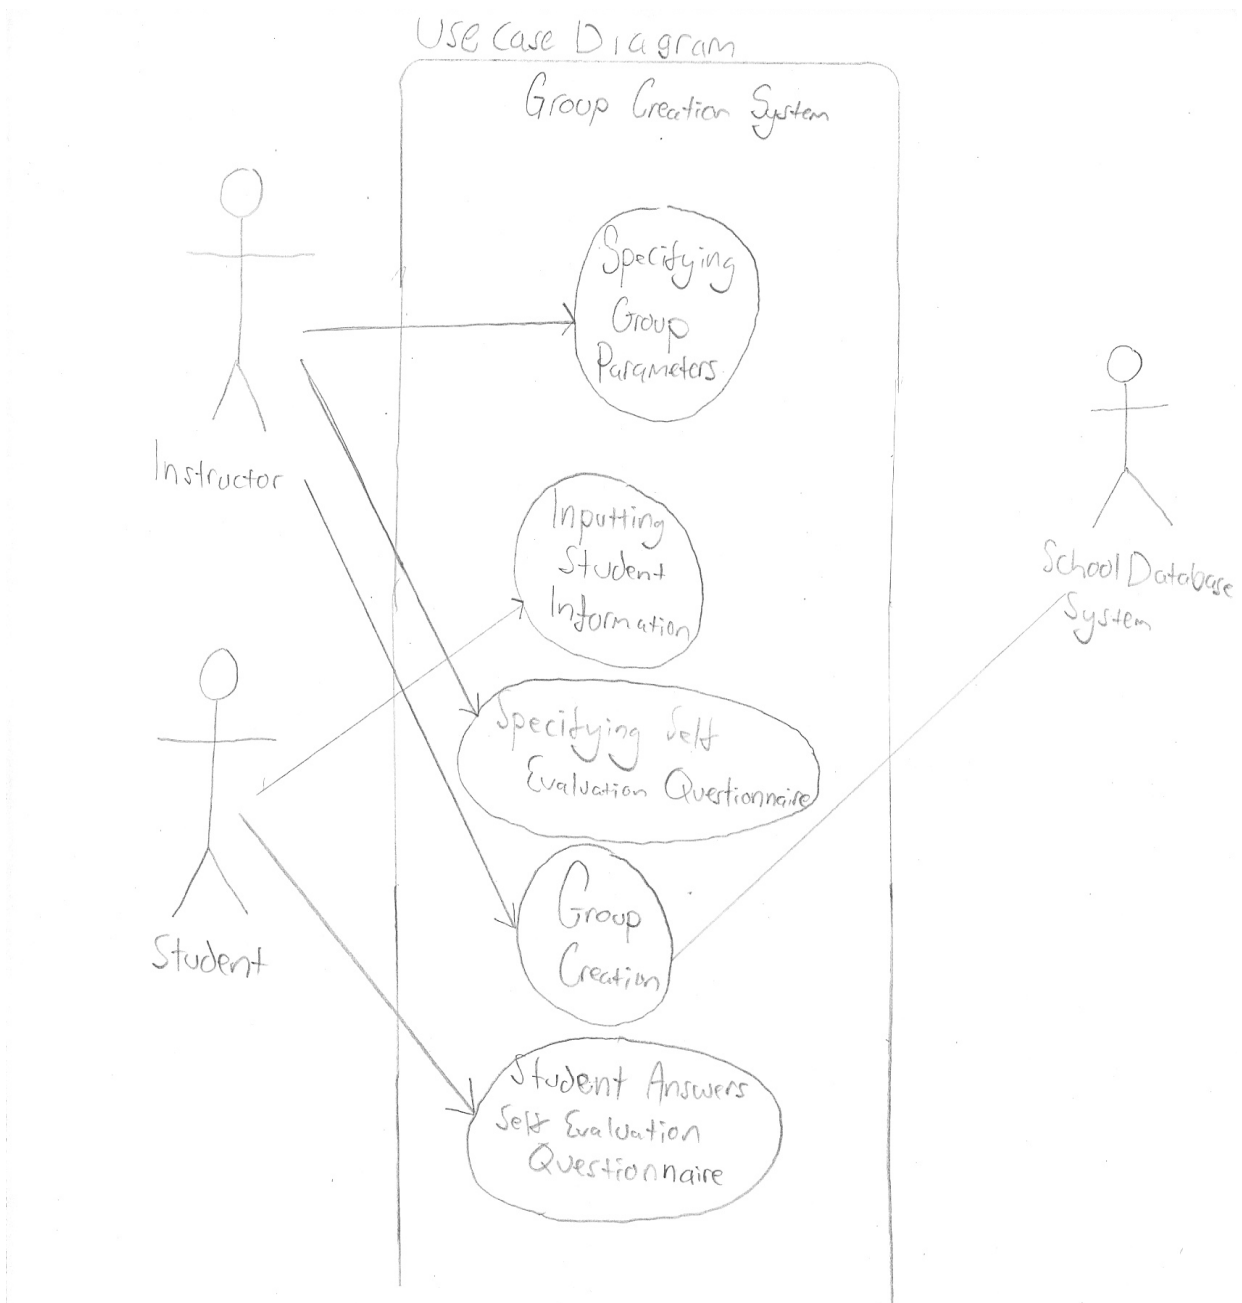 Use Case Diagram
Group Creation System
Specifying
Group
Parameters
Instructor
Inputting
Student
Information
School Database
System
Specifying Self
Evaluation Questionnaire
Group
Creation
Student
Student Answers
Self Evaluation
Questionnaire